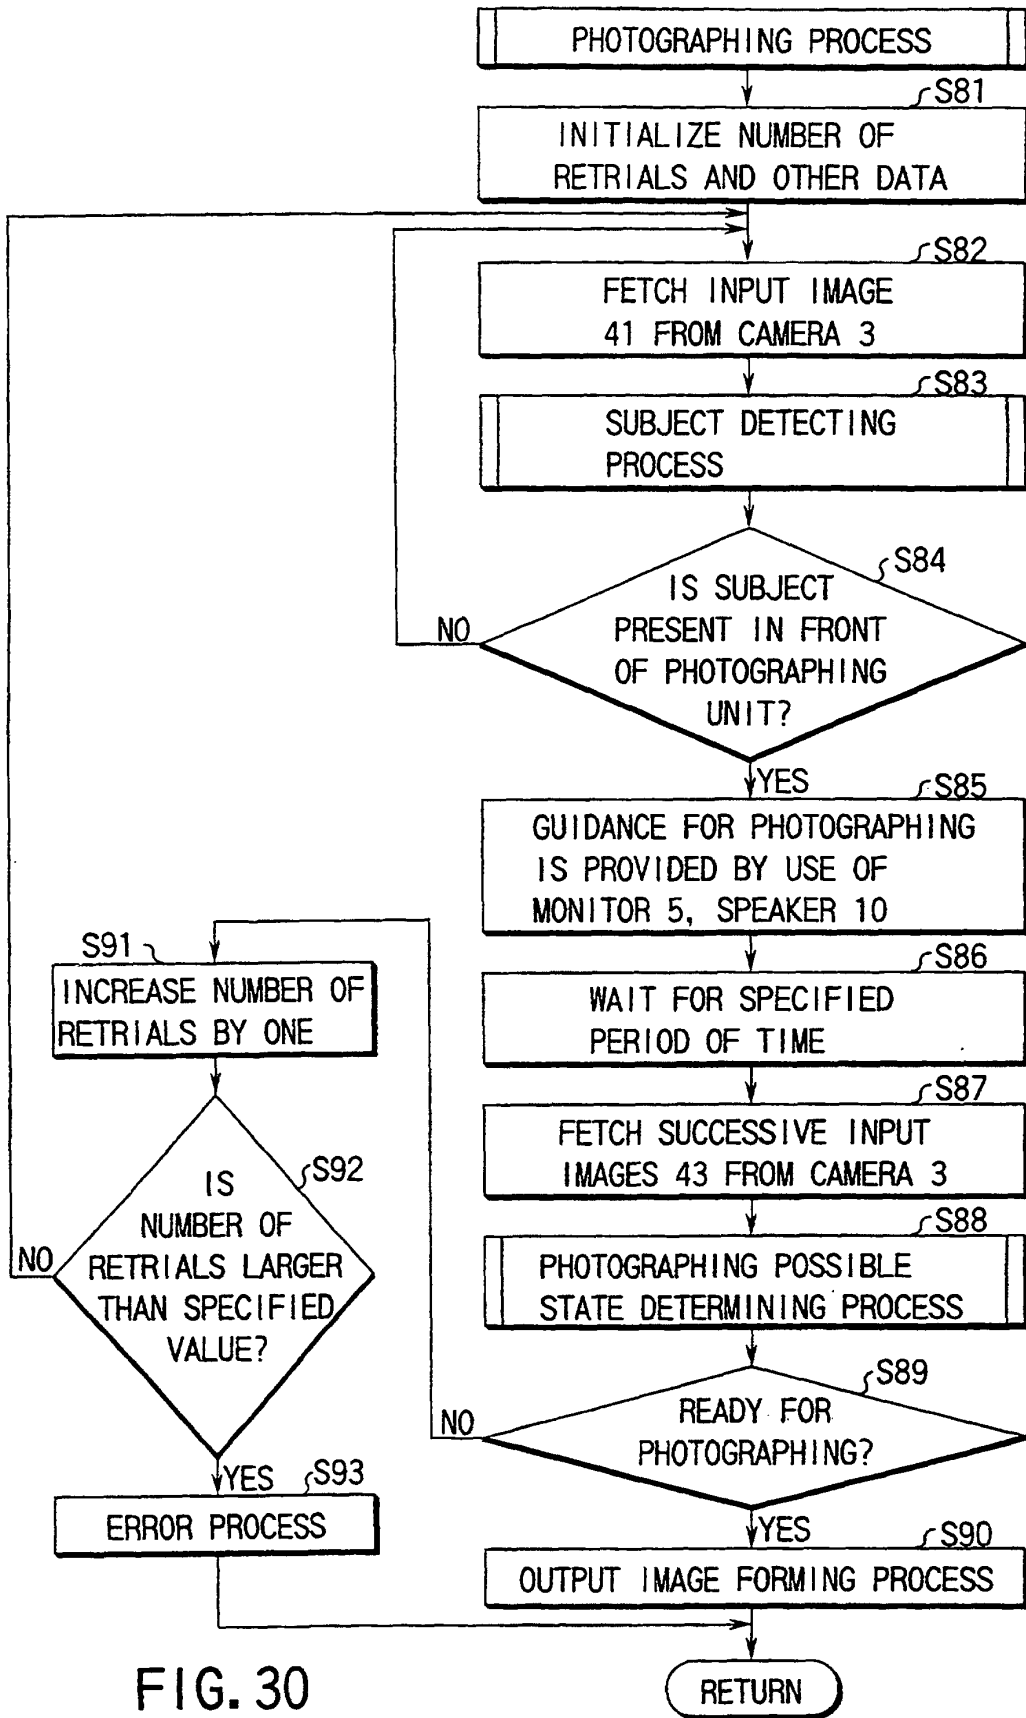 PHOTOGRAPHING PROCESS
S81
INITIALIZE NUMBER OF
RETRIALS AND OTHER DATA
S82
FETCH INPUT IMAGE
41 FROM CAMERA 3
S83
SUBJECT DETECTING
PROCESS
S84
IS SUBJECT
PRESENT IN FRONT
OF PHOTOGRAPHING
UNIT?
NO
YES
S85
GUIDANCE FOR PHOTOGRAPHING
IS PROVIDED BY USE OF
MONITOR 5, SPEAKER 10
S86
WAIT FOR SPECIFIED
PERIOD OF TIME
S87
FETCH SUCCESSIVE INPUT
IMAGES 43 FROM CAMERA 3
S88
PHOTOGRAPHING POSSIBLE
STATE DETERMINING PROCESS
S89
READY FOR
PHOTOGRAPHING?
NO
YES
S90
OUTPUT IMAGE FORMING PROCESS
S91
INCREASE NUMBER OF
RETRIALS BY ONE
S92
IS
NUMBER OF
RETRIALS LARGER
THAN SPECIFIED
VALUE?
NO
YES
S93
ERROR PROCESS
RETURN
FIG. 30